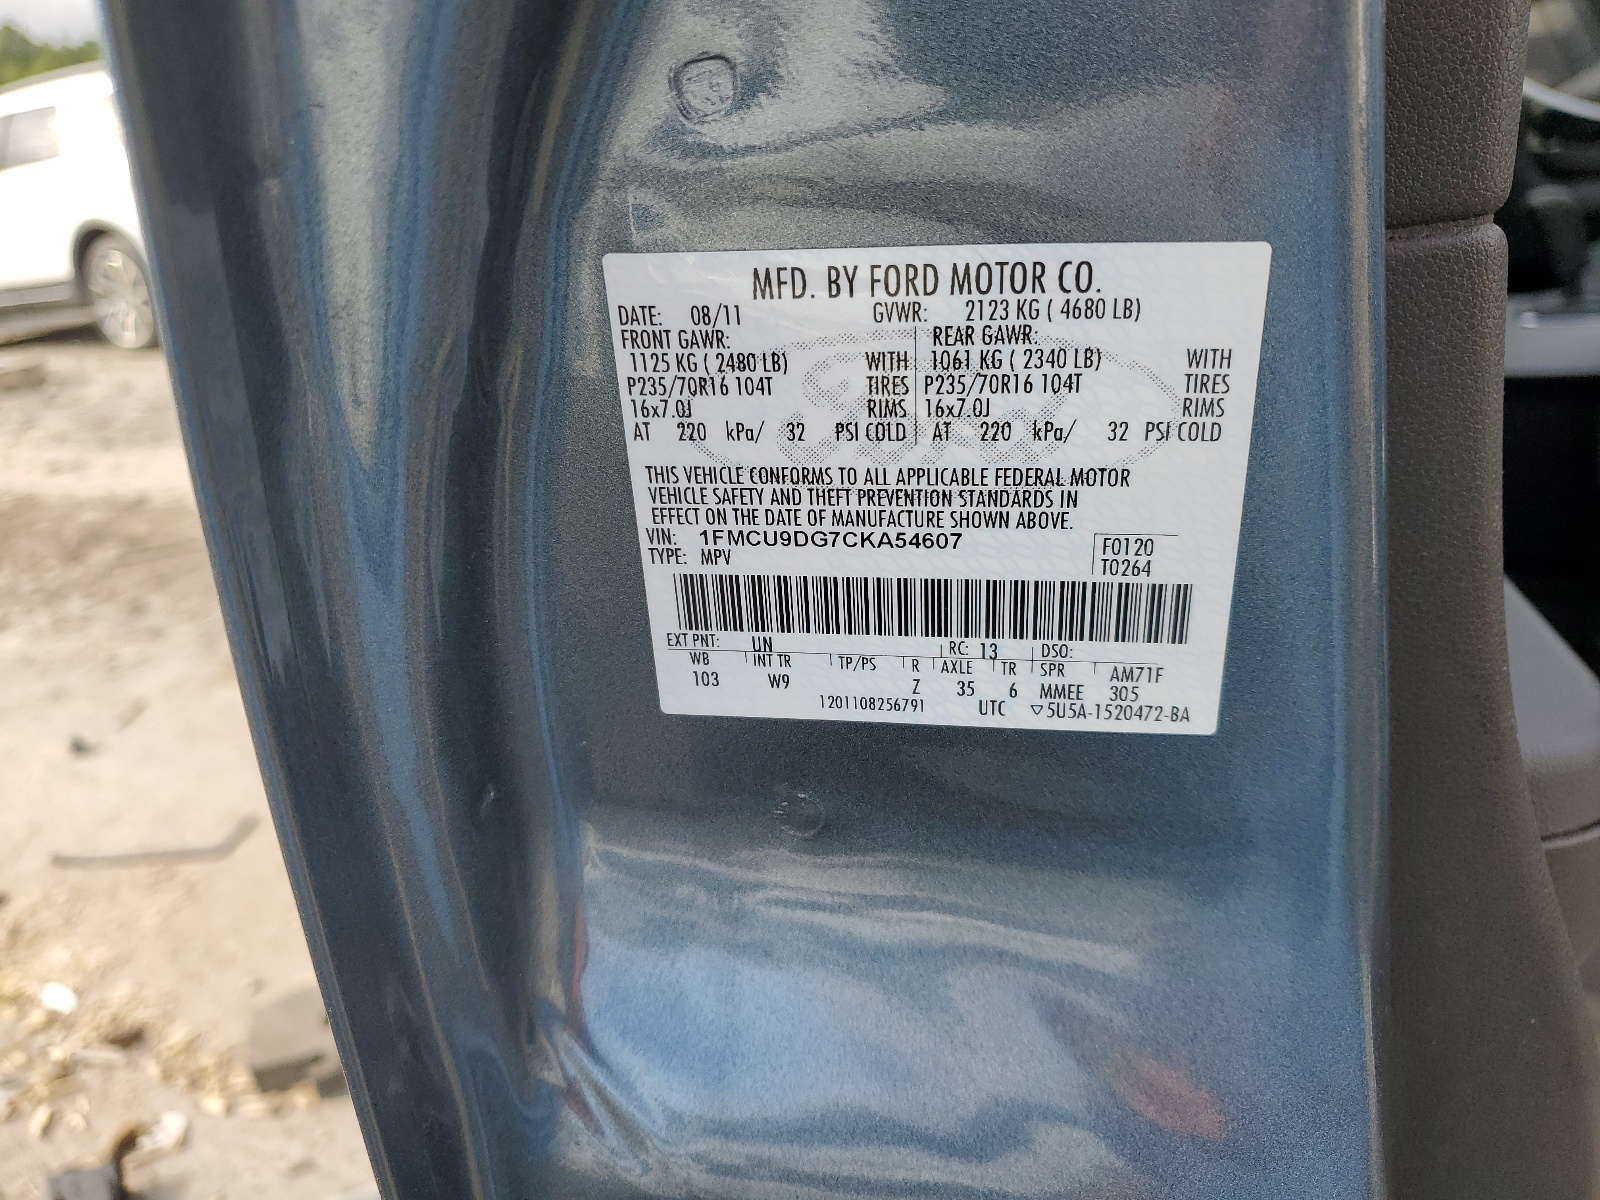 MFD. BY FORD MOTOR CO.
DATE: 08/11 GVWR: 2123 KG ( 4680 LB)
FRONT GAWR: REAR GAWR:
1125 KG ( 2480 LB) WITH 1061 KG ( 2340 LB) WITH
P235/70R16 104T TIRES P235/70R16 104T TIRES
16x7.0J RIMS 16x7.0J RIMS
AT 220 kPa/ 32 PSI COLD AT 220 kPa/ 32 PSI COLD
THIS VEHICLE CONFORMS TO ALL APPLICABLE FEDERAL MOTOR
VEHICLE SAFETY AND THEFT PREVENTION STANDARDS IN
EFFECT ON THE DATE OF MANUFACTURE SHOWN ABOVE.
VIN: 1FMCU9DG7CKA54607
TYPE: MPV
F0120
T0264
EXT PNT: UN RC: 13 DSO:
WB INT TR TP/PS R AXLE TR SPR AM71F
103 W9 Z 35 6 MMEE 305
1201108256791 UTC ▽5U5A-1520472-BA